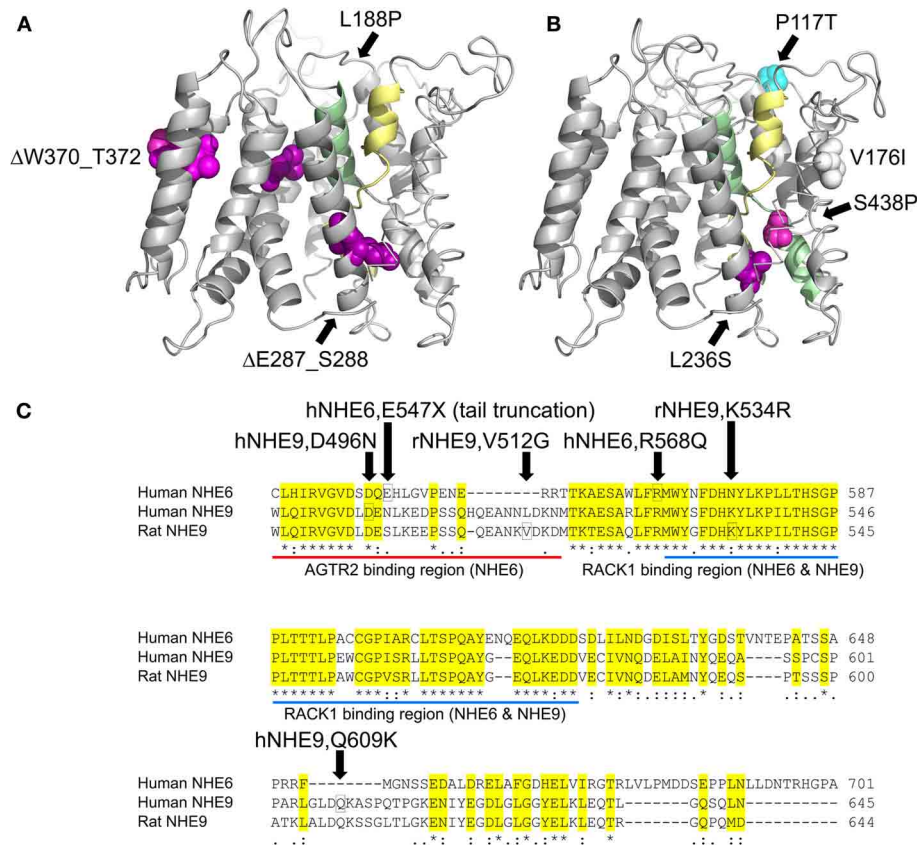 A
L188P
ΔW370_T372
ΔE287_S288
B
P117T
V176I
S438P
L236S
C
hNHE6,E547X (tail truncation)
rNHE9,K534R
hNHE9,D496N
rNHE9,V512G
hNHE6,R568Q
Human NHE6 CLHIRVGVDSDQEHLGVPENE--------RRTTKAESAWLFRMWYNFDHNYLKPLLTHSGP 587
Human NHE9 WLQIRVGVDLDENLKEDPSSQHQEANNLDKNMTKAESARLFRMWYSFDHKYLKPILTHSGP 546
Rat NHE9 WLQIRVGVDLDENLKEDPSSQ-QEANKVDKDMTKTESAWLFRMWYGFDHKYLKPILTHSGP 545
AGTR2 binding region (NHE6)
RACK1 binding region (NHE6 & NHE9)
Human NHE6 PLTTTLPACCGPIARCLTSPQAYENQEQLKDDDSDLILNDGDISLTYGDSTVNTEPATSSA 648
Human NHE9 PLTTTLPEWCGPISRLLTSPQAYG--EQLKEDDVECIVNQDELAINYQEQA----SSPCSP 601
Rat NHE9 PLTTTLPAWCGPVSRLLTSPQAYG--EQLKEDDVECIVNQDELAMNYQEQS----PTSSSP 600
RACK1 binding region (NHE6 & NHE9)
hNHE9,Q609K
Human NHE6 PRRF-------MGNSSEDALDRELAFGDHELVIRGTRLVLPMDDSEPPLNLLDNTRHGPA 701
Human NHE9 PARLGLDQKASPQTPGKENIYEGDLGLGGYELKLEQTL-------GQSQLN--------- 645
Rat NHE9 ATKLALDQKSSGLTLGKENIYEGDLGLGGYELKLEQTR-------GQPQMD--------- 644